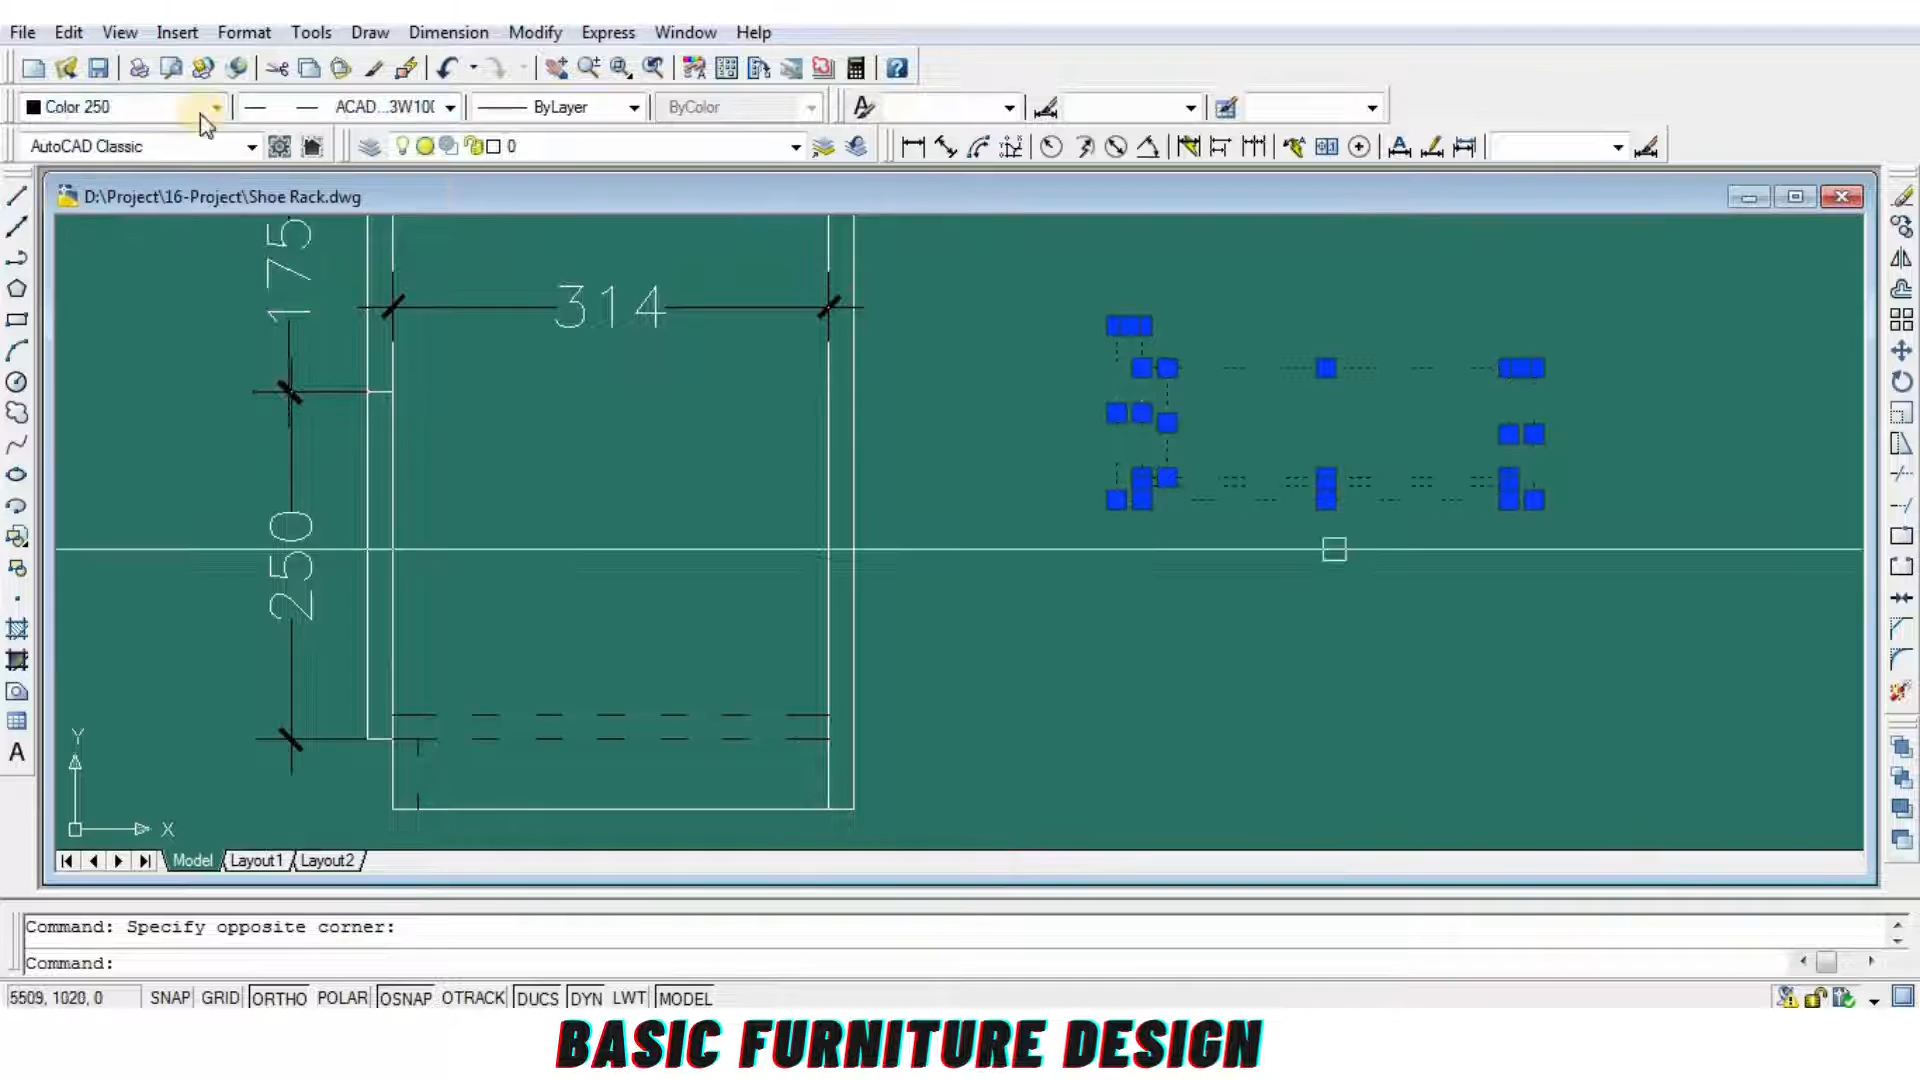 File Edit View Insert Format Tools Draw Dimension Modify Express Window Help
Color 250 ACAD...3W100 ByLayer ByColor
AutoCAD Classic 0
D:\Project\16-Project\Shoe Rack.dwg
175
314
250
Y
X
Model Layout1 Layout2
Command: Specify opposite corner:
Command:
5509, 1020, 0 SNAP GRID ORTHO POLAR OSNAP OTRACK DUCS DYN LWT MODEL
BASIC FURNITURE DESIGN